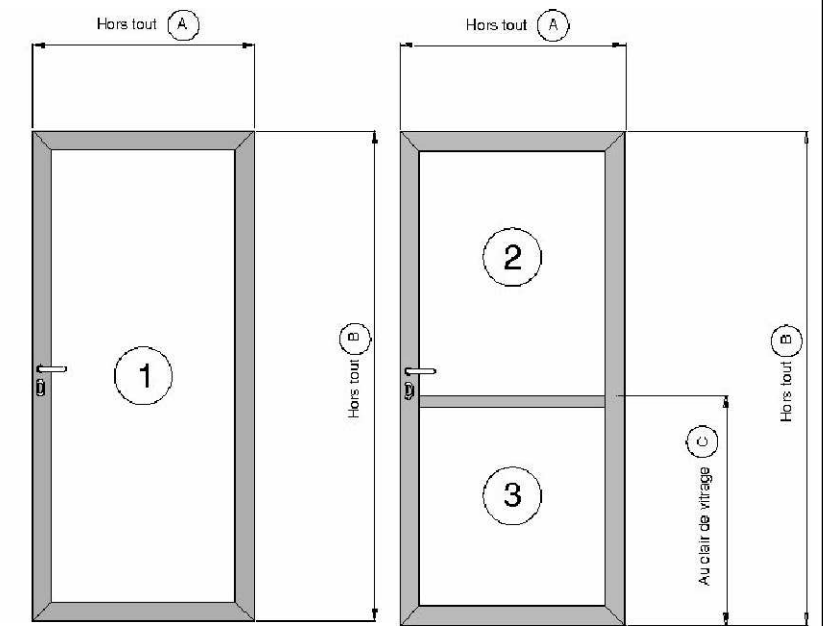 Hors tout A
Hors tout A
1
Hors tout B
2
3
Au clair de vitrage C
Hors tout B